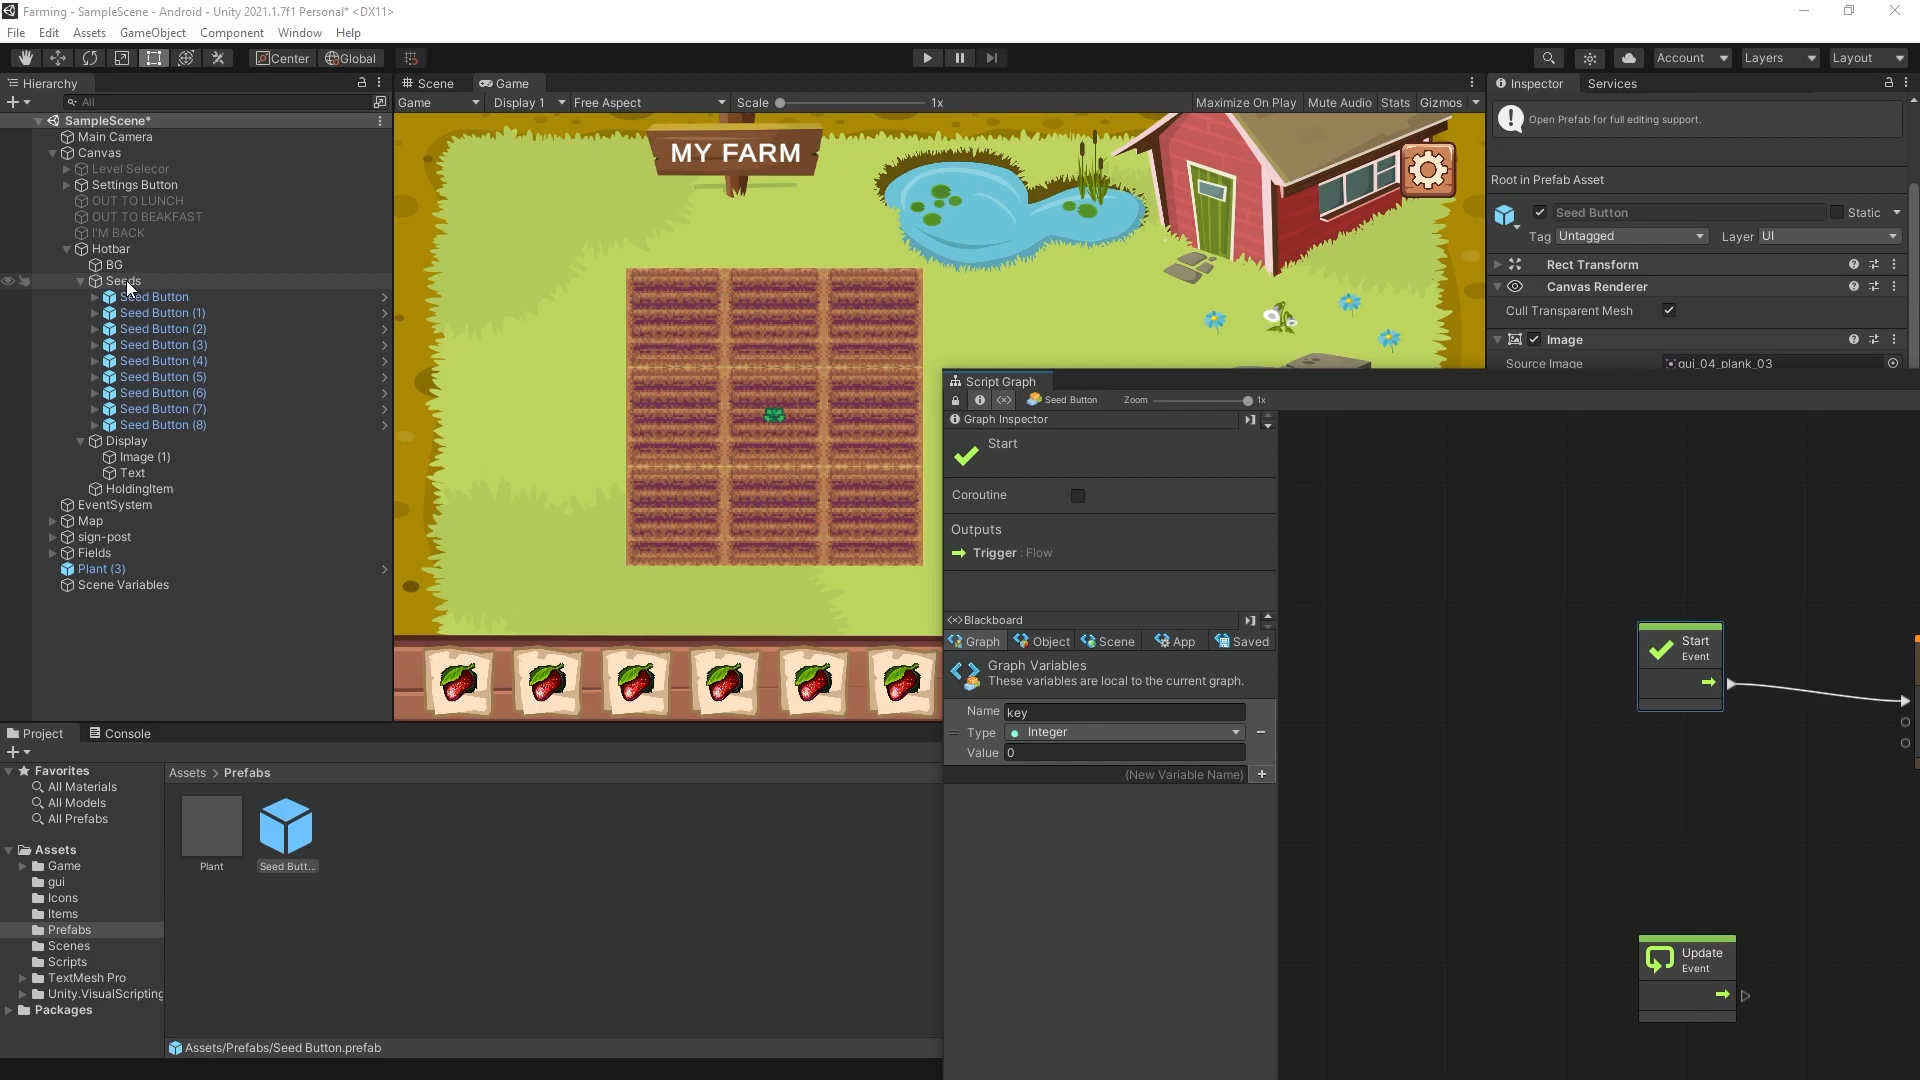 Farming - SampleScene - Android - Unity 2021.1.7f1 Personal* <DX11>
File Edit Assets GameObject Component Window Help
Center Global Account Layers Layout
Hierarchy
All
SampleScene*
Main Camera
Canvas
Level Selecor
Settings Button
OUT TO LUNCH
OUT TO BEAKFAST
I'M BACK
Hotbar
BG
Seeds
Seed Button
Seed Button (1)
Seed Button (2)
Seed Button (3)
Seed Button (4)
Seed Button (5)
Seed Button (6)
Seed Button (7)
Seed Button (8)
Display
Image (1)
Text
HoldingItem
EventSystem
Map
sign-post
Fields
Plant (3)
Scene Variables
Scene Game
Game Display 1 Free Aspect Scale 1x Maximize On Play Mute Audio Stats Gizmos
MY FARM
Inspector Services
Open Prefab for full editing support.
Root in Prefab Asset
Seed Button Static
Tag Untagged Layer UI
Rect Transform
Canvas Renderer
Cull Transparent Mesh
Image
Source Image gui_04_plank_03
Script Graph
Seed Button Zoom 1x
Graph Inspector
Start
Coroutine
Outputs
Trigger : Flow
<x> Blackboard
Graph Object Scene App Saved
Graph Variables
These variables are local to the current graph.
Name key
Type Integer
Value 0
(New Variable Name)
Start
Event
Update
Event
Project Console
Favorites
All Materials
All Models
All Prefabs
Assets
Game
gui
Icons
Items
Prefabs
Scenes
Scripts
TextMesh Pro
Unity.VisualScripting
Packages
Assets > Prefabs
Plant
Seed Butt...
Assets/Prefabs/Seed Button.prefab